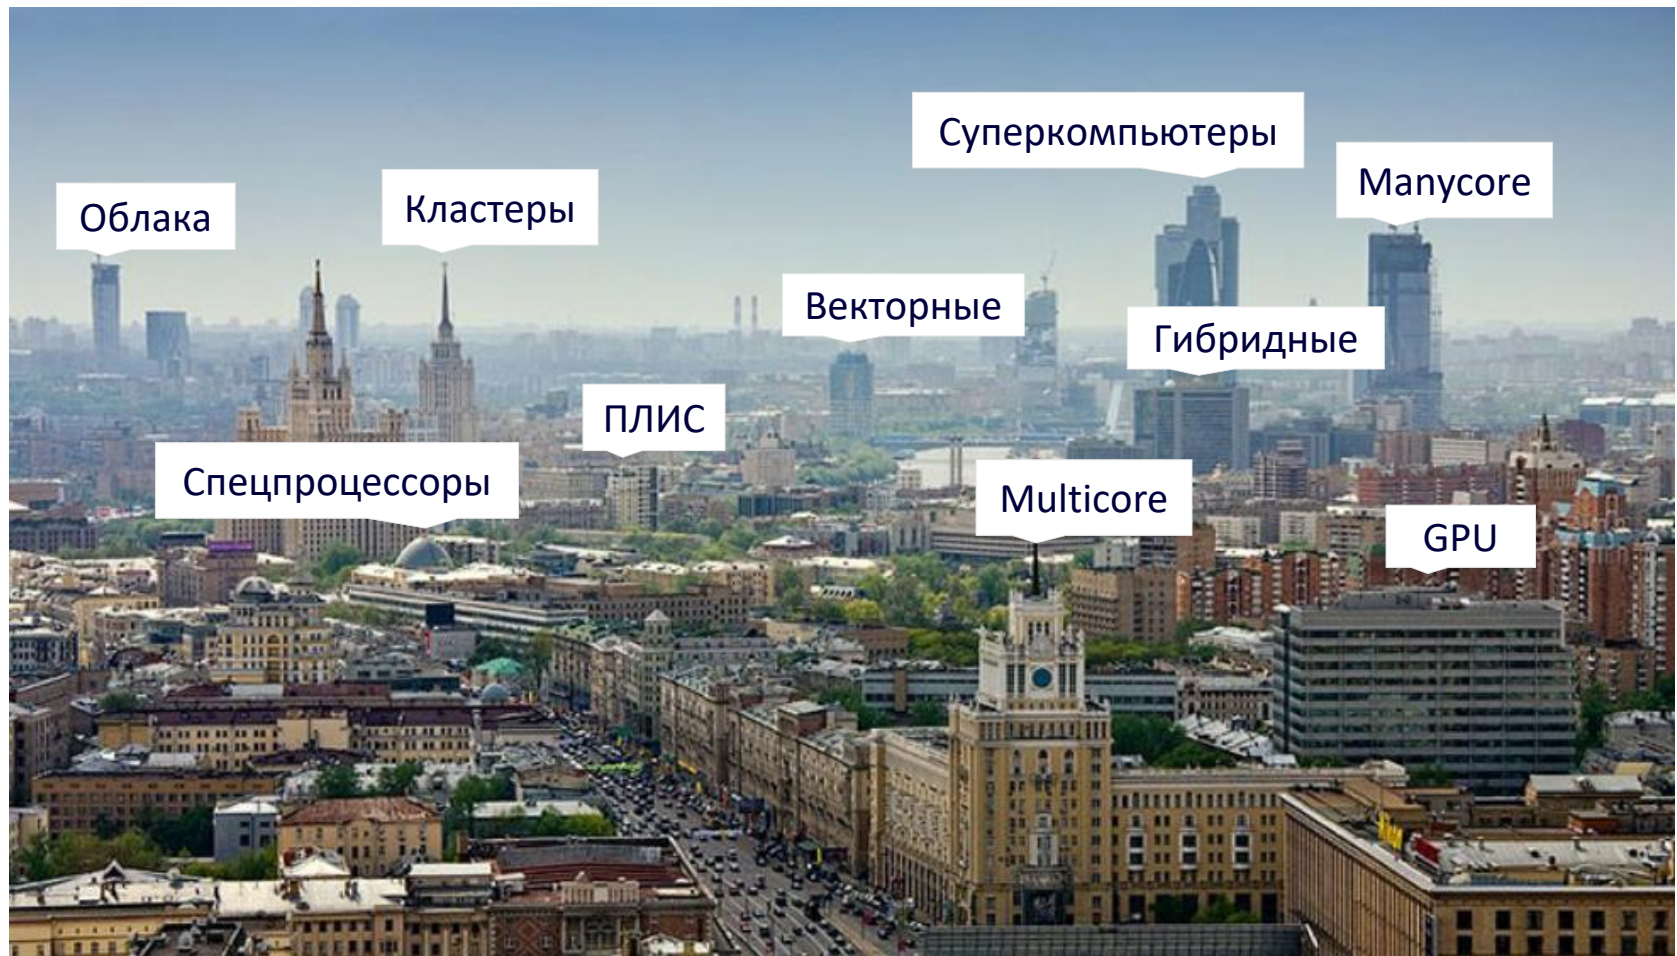 Суперкомпьютеры
Manycore
Облака
Кластеры
Векторные
Гибридные
ПЛИС
Спецпроцессоры
Multicore
GPU